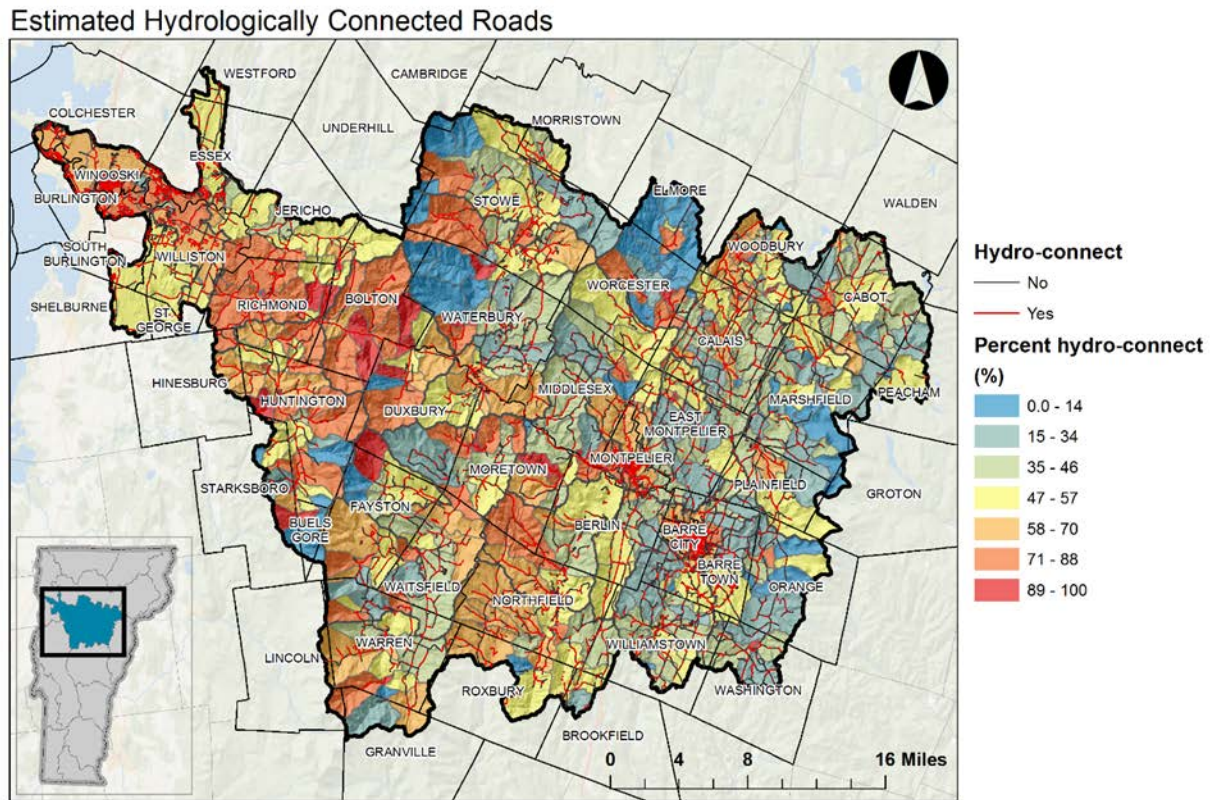 Estimated Hydrologically Connected Roads
WESTFORD
CAMBRIDGE
COLCHESTER
MORRISTOWN
UNDERHILL
ESSEX
WINOOSKI
ELMORE
BURLINGTON
STOWE
JERICHO
WALDEN
WOODBURY
SOUTH
BURLINGTON
WILLISTON
WORCESTER
CABOT
SHELBURNE
ST.
GEORGE
RICHMOND
BOLTON
WATERBURY
CALAIS
HINESBURG
MIDDLESEX
PEACHAM
HUNTINGTON
DUXBURY
MARSHFIELD
EAST
MONTPELIER
MONTPELIER
MORETOWN
PLAINFIELD
STARKSBORO
GROTON
FAYSTON
BUELS
GORE
BERLIN
BARRE
CITY
BARRE
TOWN
WAITSFIELD
ORANGE
NORTHFIELD
WARREN
WILLIAMSTOWN
LINCOLN
ROXBURY
WASHINGTON
BROOKFIELD
GRANVILLE
0 4 8 16 Miles
Hydro-connect
No
Yes
Percent hydro-connect
(%)
0.0 - 14
15 - 34
35 - 46
47 - 57
58 - 70
71 - 88
89 - 100